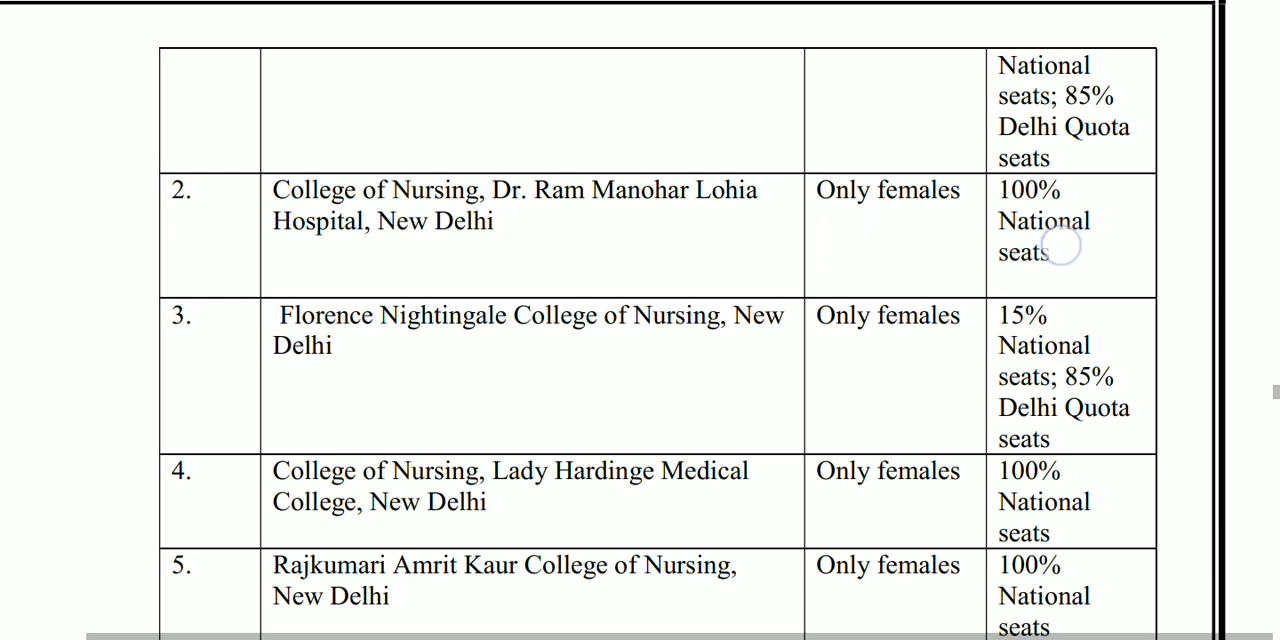 National
seats; 85%
Delhi Quota
seats
2.
College of Nursing, Dr. Ram Manohar Lohia
Hospital, New Delhi
Only females
100%
National
seats
3.
Florence Nightingale College of Nursing, New
Delhi
Only females
15%
National
seats; 85%
Delhi Quota
seats
4.
College of Nursing, Lady Hardinge Medical
College, New Delhi
Only females
100%
National
seats
5.
Rajkumari Amrit Kaur College of Nursing,
New Delhi
Only females
100%
National
seats